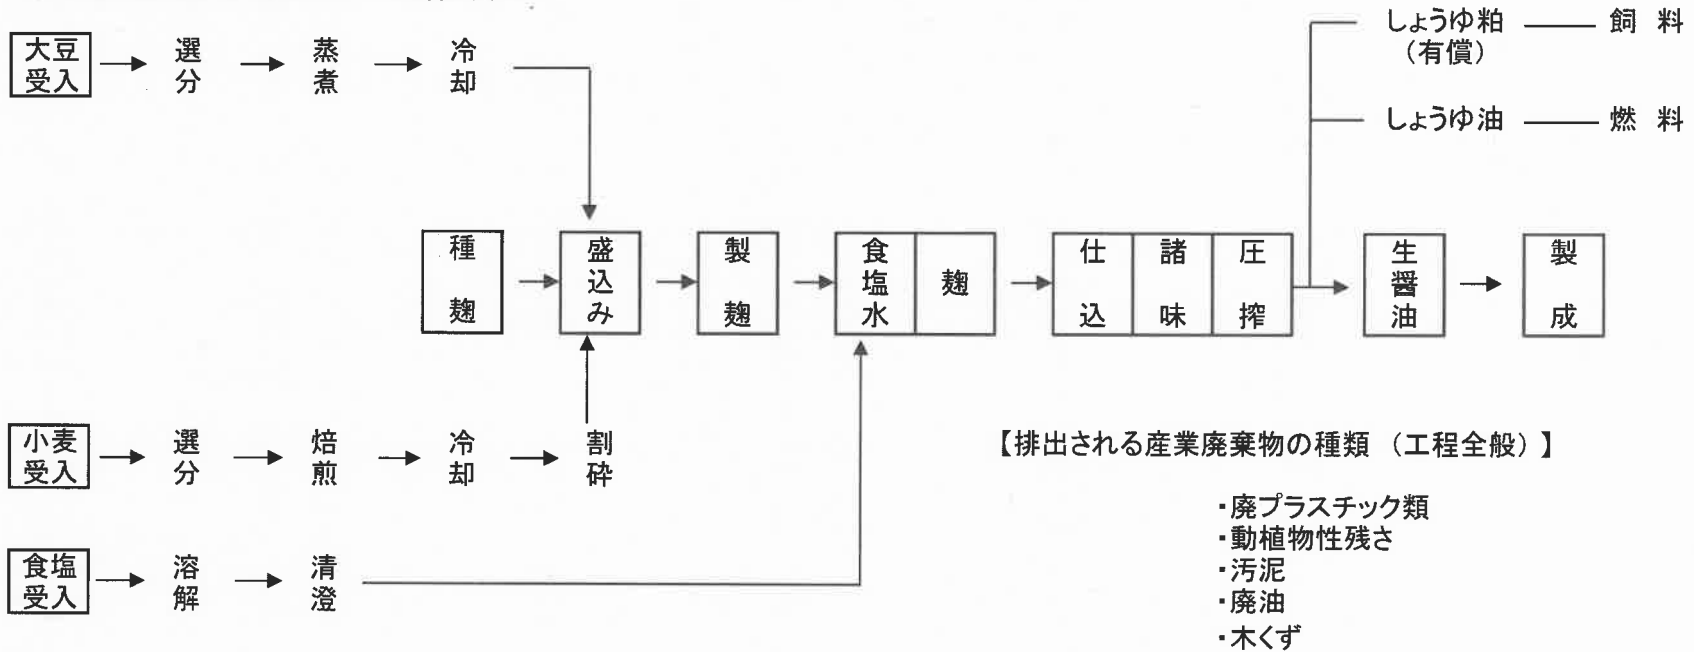 大豆
受入
選分
蒸煮
冷却
しょうゆ粕 飼料
(有償)
しょうゆ油 燃料
種麹
盛込み
製麹
食塩水
麹
仕込
諸味
圧搾
生醤油
製成
小麦
受入
選分
焙煎
冷却
割砕
【排出される産業廃棄物の種類 (工程全般) 】
・廃プラスチック類
・動植物性残さ
・汚泥
・廃油
・木くず
食塩
受入
溶解
清澄